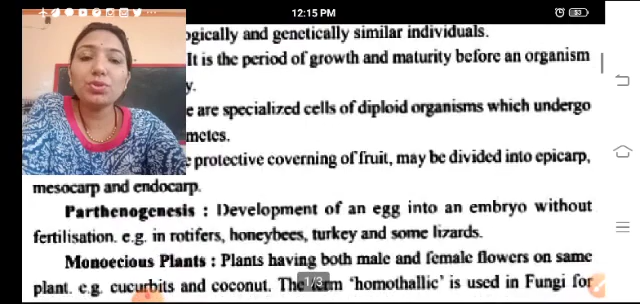 12:15 PM
53
ogically and genetically similar individuals.
It is the period of growth and maturity before an organism
y.
e are specialized cells of diploid organisms which undergo
metes.
e protective coverning of fruit, may be divided into epicarp,
mesocarp and endocarp.
Parthenogenesis : Development of an egg into an embryo without
fertilisation. e.g. in rotifers, honeybees, turkey and some lizards.
Monoecious Plants : Plants having both male and female flowers on same
plant. e.g. cucurbits and coconut. The term 'homothallic' is used in Fungi for
1/3